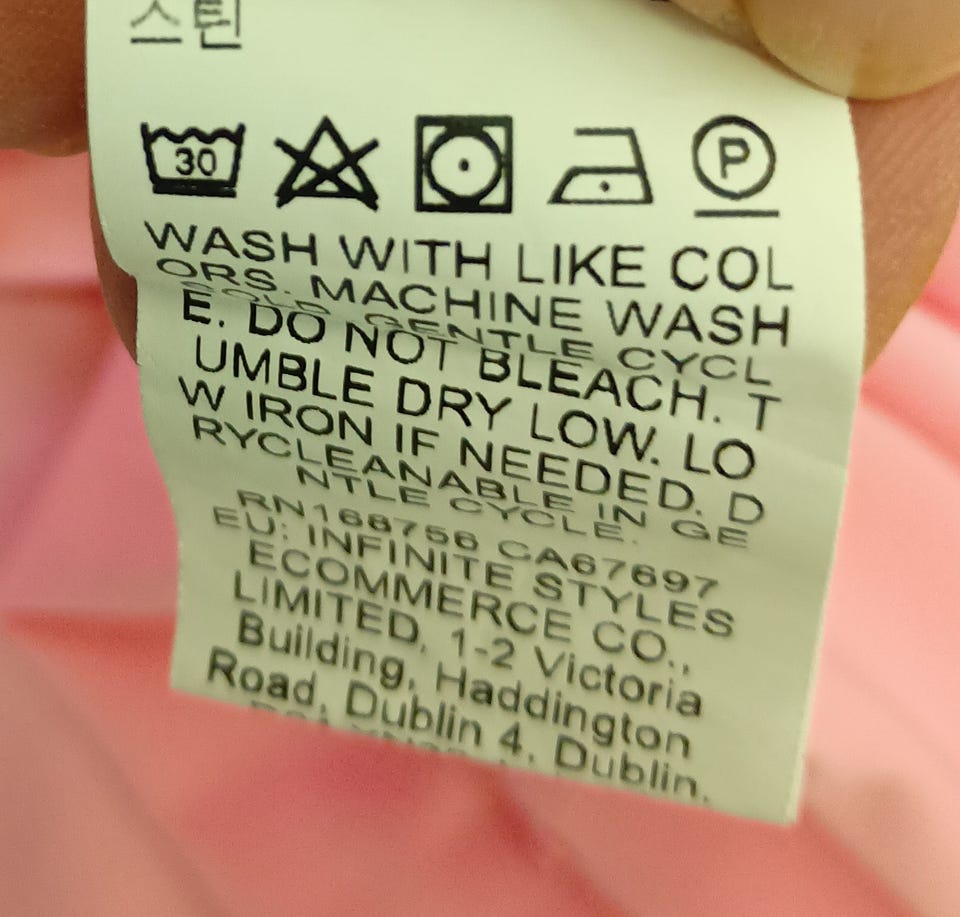 스틴
30
P
WASH WITH LIKE COL
ORS. MACHINE WASH
COLD GENTLE CYCL
E. DO NOT BLEACH. T
UMBLE DRY LOW. LO
W IRON IF NEEDED. D
RYCLEANABLE IN GE
NTLE CYCLE.
RN166756 CA67697
EU: INFINITE STYLES
ECOMMERCE CO.,
LIMITED, 1-2 Victoria
Building, Haddington
Road, Dublin 4, Dublin.